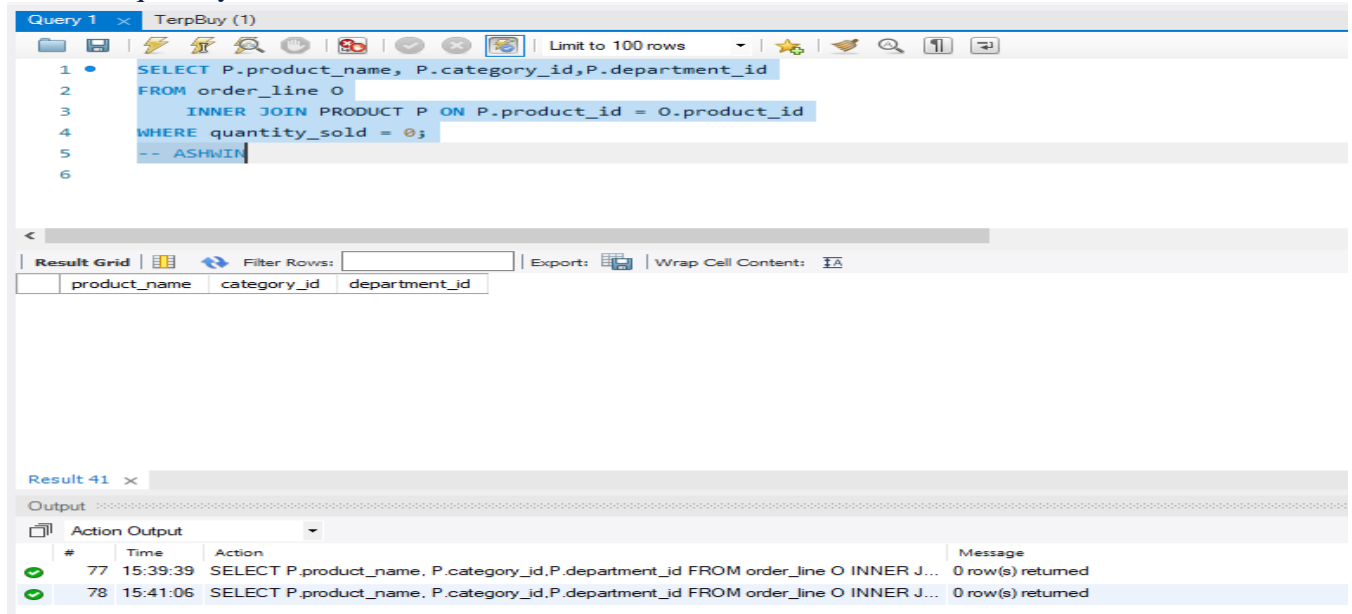 Query 1 × TerpBuy (1)
Limit to 100 rows
1 SELECT P.product_name, P.category_id,P.department_id
2 FROM order_line O
3 INNER JOIN PRODUCT P ON P.product_id = O.product_id
4 WHERE quantity_sold = 0;
5 -- ASHWIN
6
Result Grid Filter Rows: Export: Wrap Cell Content:
product_name category_id department_id
Result 41 ×
Output
Action Output
# Time Action Message
77 15:39:39 SELECT P.product_name, P.category_id,P.department_id FROM order_line O INNER J... 0 row(s) returned
78 15:41:06 SELECT P.product_name, P.category_id,P.department_id FROM order_line O INNER J... 0 row(s) returned